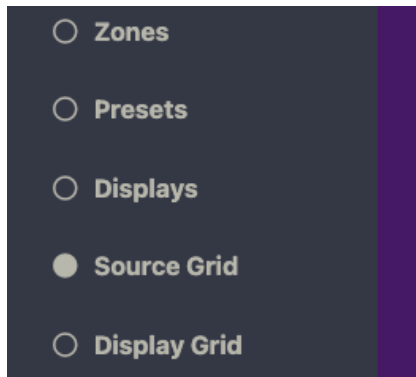 Zones
Presets
Displays
Source Grid
Display Grid